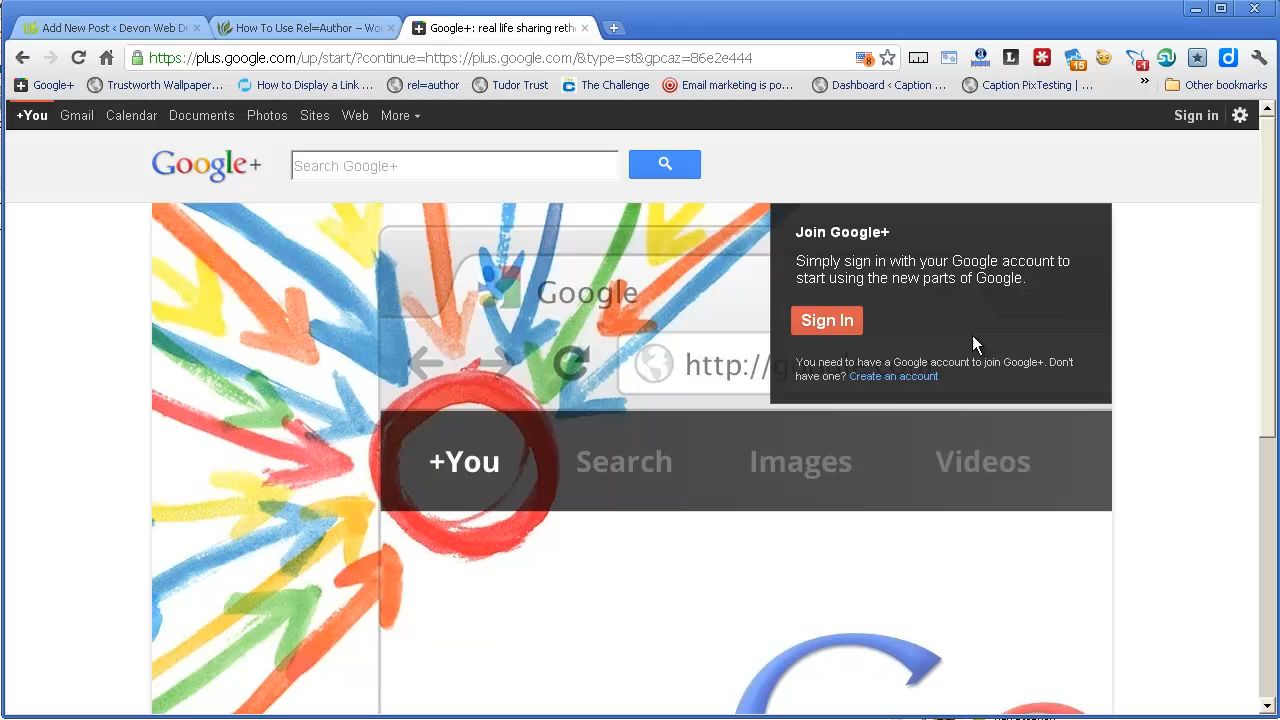 Add New Post ‹ Devon Web D
How To Use Rel=Author – Wo
Google+: real life sharing reth
https://plus.google.com/up/start/?continue=https://plus.google.com/&type=st&gpcaz=86e2e444
8
15
-1
Google+
Trustworth Wallpaper...
How to Display a Link ...
rel=author
Tudor Trust
The Challenge
Email marketing is po...
Dashboard ‹ Caption ...
Caption PixTesting | ...
»
Other bookmarks
+You Gmail Calendar Documents Photos Sites Web More
Sign in
Google+
Search Google+
Join Google+
Simply sign in with your Google account to
start using the new parts of Google.
Sign In
You need to have a Google account to join Google+. Don't
have one? Create an account
Google
http://g
+You Search Images Videos